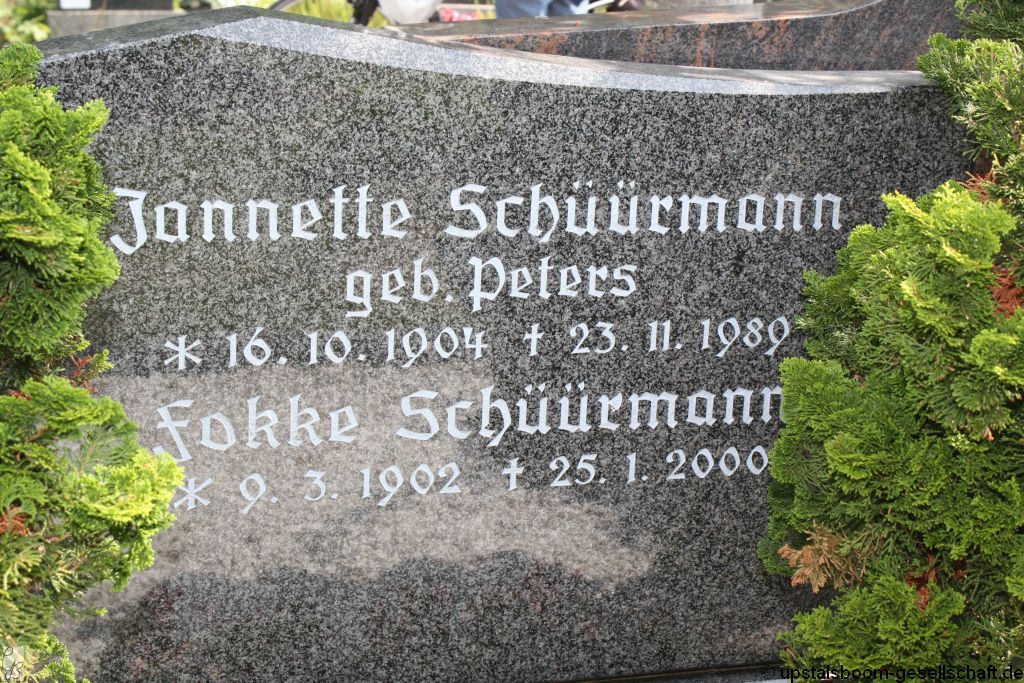 Jannette Schüürmann
geb. Peters
* 16. 10. 1904 † 23. 11. 1989
Fokke Schüürmann
* 9. 3. 1902 † 25. 1. 2000
© upstalsboom-gesellschaft.de